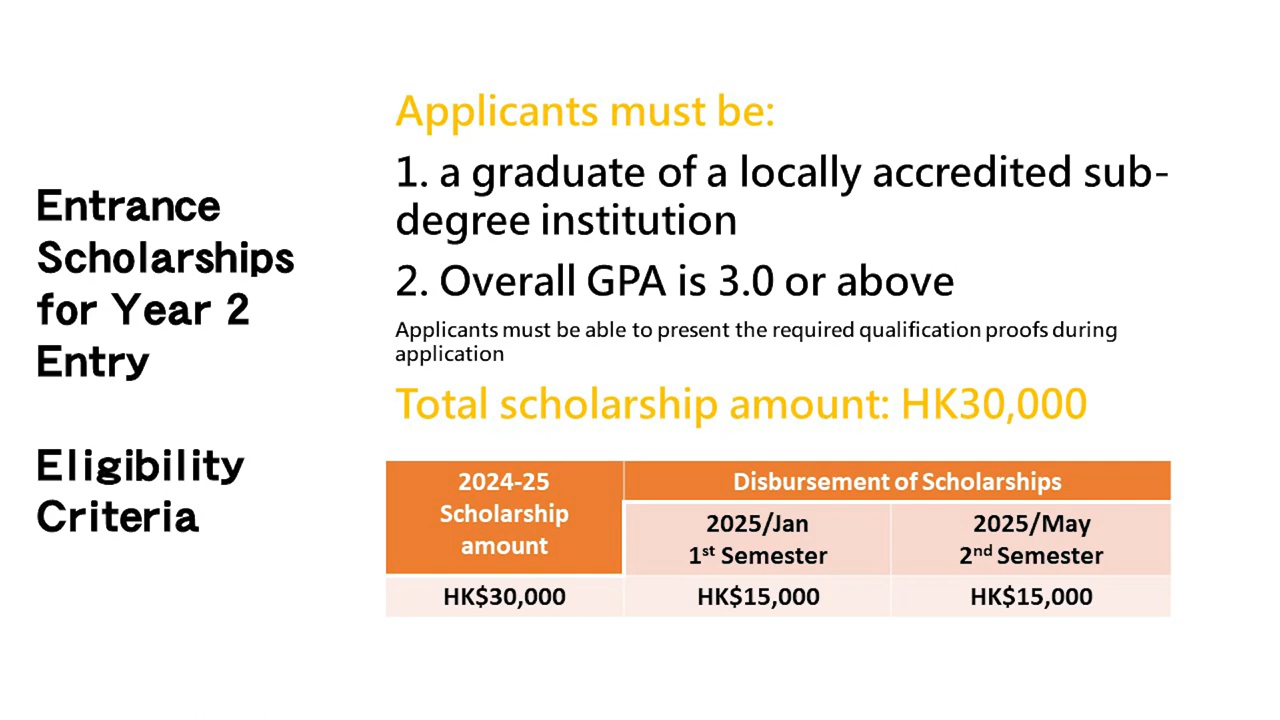 Entrance
Scholarships
for Year 2
Entry
Eligibility
Criteria
Applicants must be:
1. a graduate of a locally accredited sub-
degree institution
2. Overall GPA is 3.0 or above
Applicants must be able to present the required qualification proofs during
application
Total scholarship amount: HK30,000
2024-25
Scholarship
amount
Disbursement of Scholarships
2025/Jan
1st Semester
2025/May
2nd Semester
HK$30,000
HK$15,000
HK$15,000